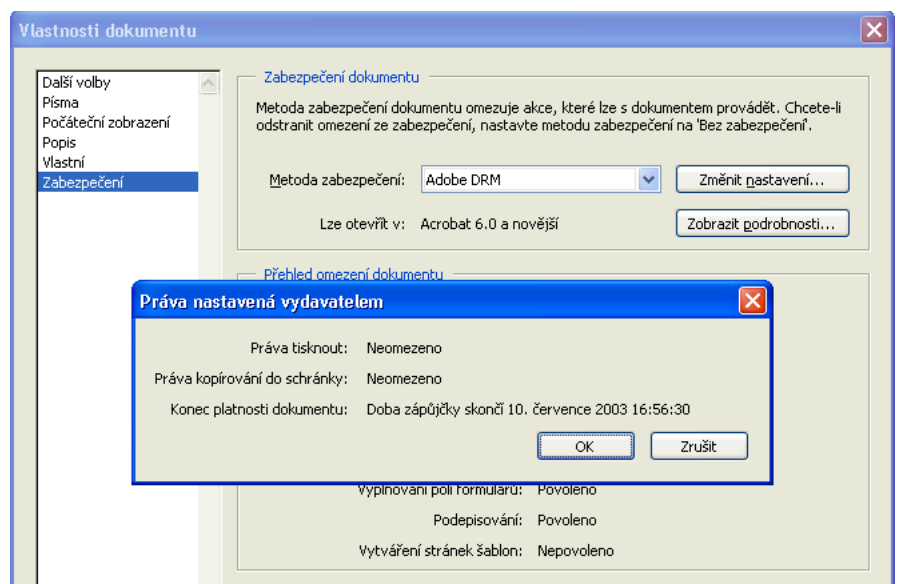 Vlastnosti dokumentu
Další volby
Písma
Počáteční zobrazení
Popis
Vlastní
Zabezpečení
Zabezpečení dokumentu
Metoda zabezpečení dokumentu omezuje akce, které lze s dokumentem provádět. Chcete-li
odstranit omezení ze zabezpečení, nastavte metodu zabezpečení na 'Bez zabezpečení'.
Metoda zabezpečení: Adobe DRM Změnit nastavení...
Lze otevřít v: Acrobat 6.0 a novější Zobrazit podrobnosti...
Přehled omezení dokumentu
Práva nastavená vydavatelem
Práva tisknout: Neomezeno
Práva kopírování do schránky: Neomezeno
Konec platnosti dokumentu: Doba zápůjčky skončí 10. července 2003 16:56:30
OK Zrušit
Vyplňování polí formulářů: Povoleno
Podepisování: Povoleno
Vytváření stránek šablon: Nepovoleno